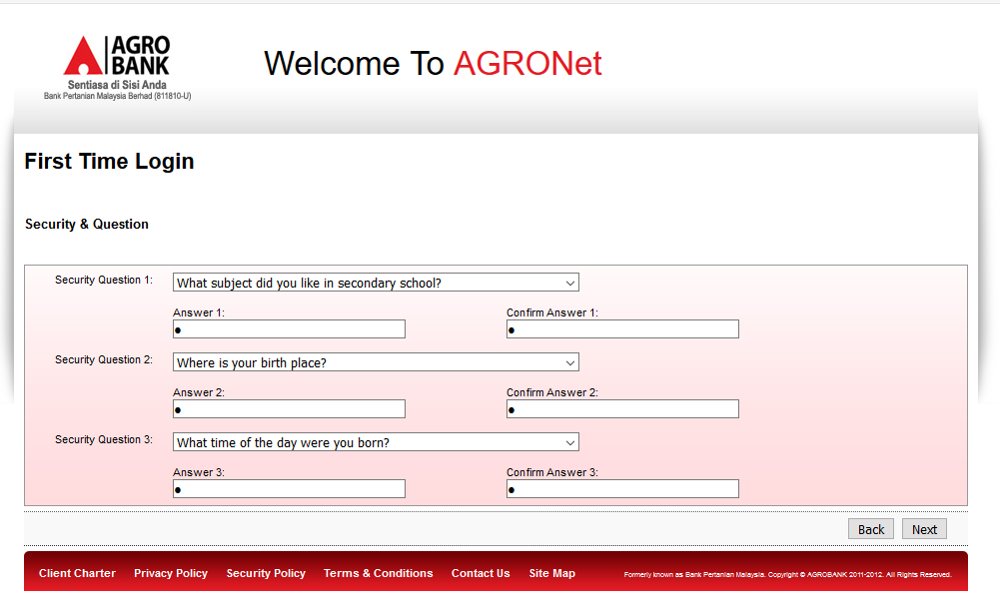 AGRO
BANK
Sentiasa di Sisi Anda
Bank Pertanian Malaysia Berhad (811810-U)
Welcome To AGRONet
First Time Login
Security & Question
Security Question 1: What subject did you like in secondary school?
Answer 1: Confirm Answer 1:
● ●
Security Question 2: Where is your birth place?
Answer 2: Confirm Answer 2:
● ●
Security Question 3: What time of the day were you born?
Answer 3: Confirm Answer 3:
● ●
Back Next
Client Charter Privacy Policy Security Policy Terms & Conditions Contact Us Site Map Formerly known as Bank Pertanian Malaysia. Copyright © AGROBANK 2011-2012. All Rights Reserved.